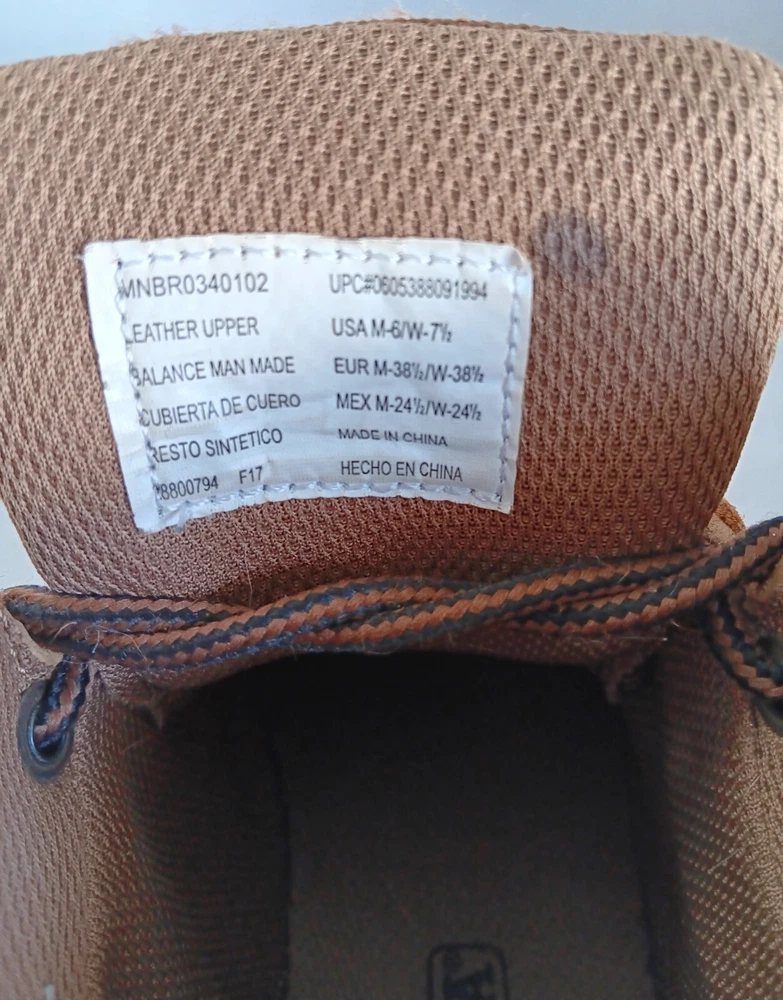 MNBR0340102 UPC#0605388091994
LEATHER UPPER USA M-6/W-7½
BALANCE MAN MADE EUR M-38½/W-38½
CUBIERTA DE CUERO MEX M-24½/W-24½
RESTO SINTETICO MADE IN CHINA
8800794 F17 HECHO EN CHINA